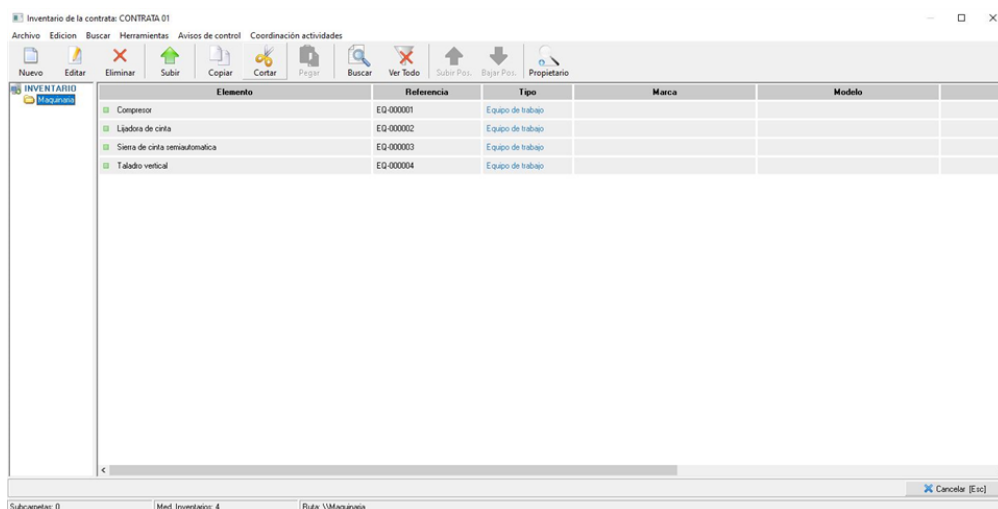 Inventario de la contrata: CONTRATA 01
Archivo Edicion Buscar Herramientas Avisos de control Coordinación actividades
Nuevo Editar Eliminar Subir Copiar Cortar Pegar Buscar Ver Todo Subir Pos. Bajar Pos. Propietario
INVENTARIO
Maquinaria
Elemento Referencia Tipo Marca Modelo
Compresor EQ-000001 Equipo de trabajo
Lijadora de cinta EQ-000002 Equipo de trabajo
Sierra de cinta semiautomatica EQ-000003 Equipo de trabajo
Taladro vertical EQ-000004 Equipo de trabajo
Cancelar [Esc]
Subcarpetas: 0 Med. Inventarios: 4 Ruta: \\Maquinaria